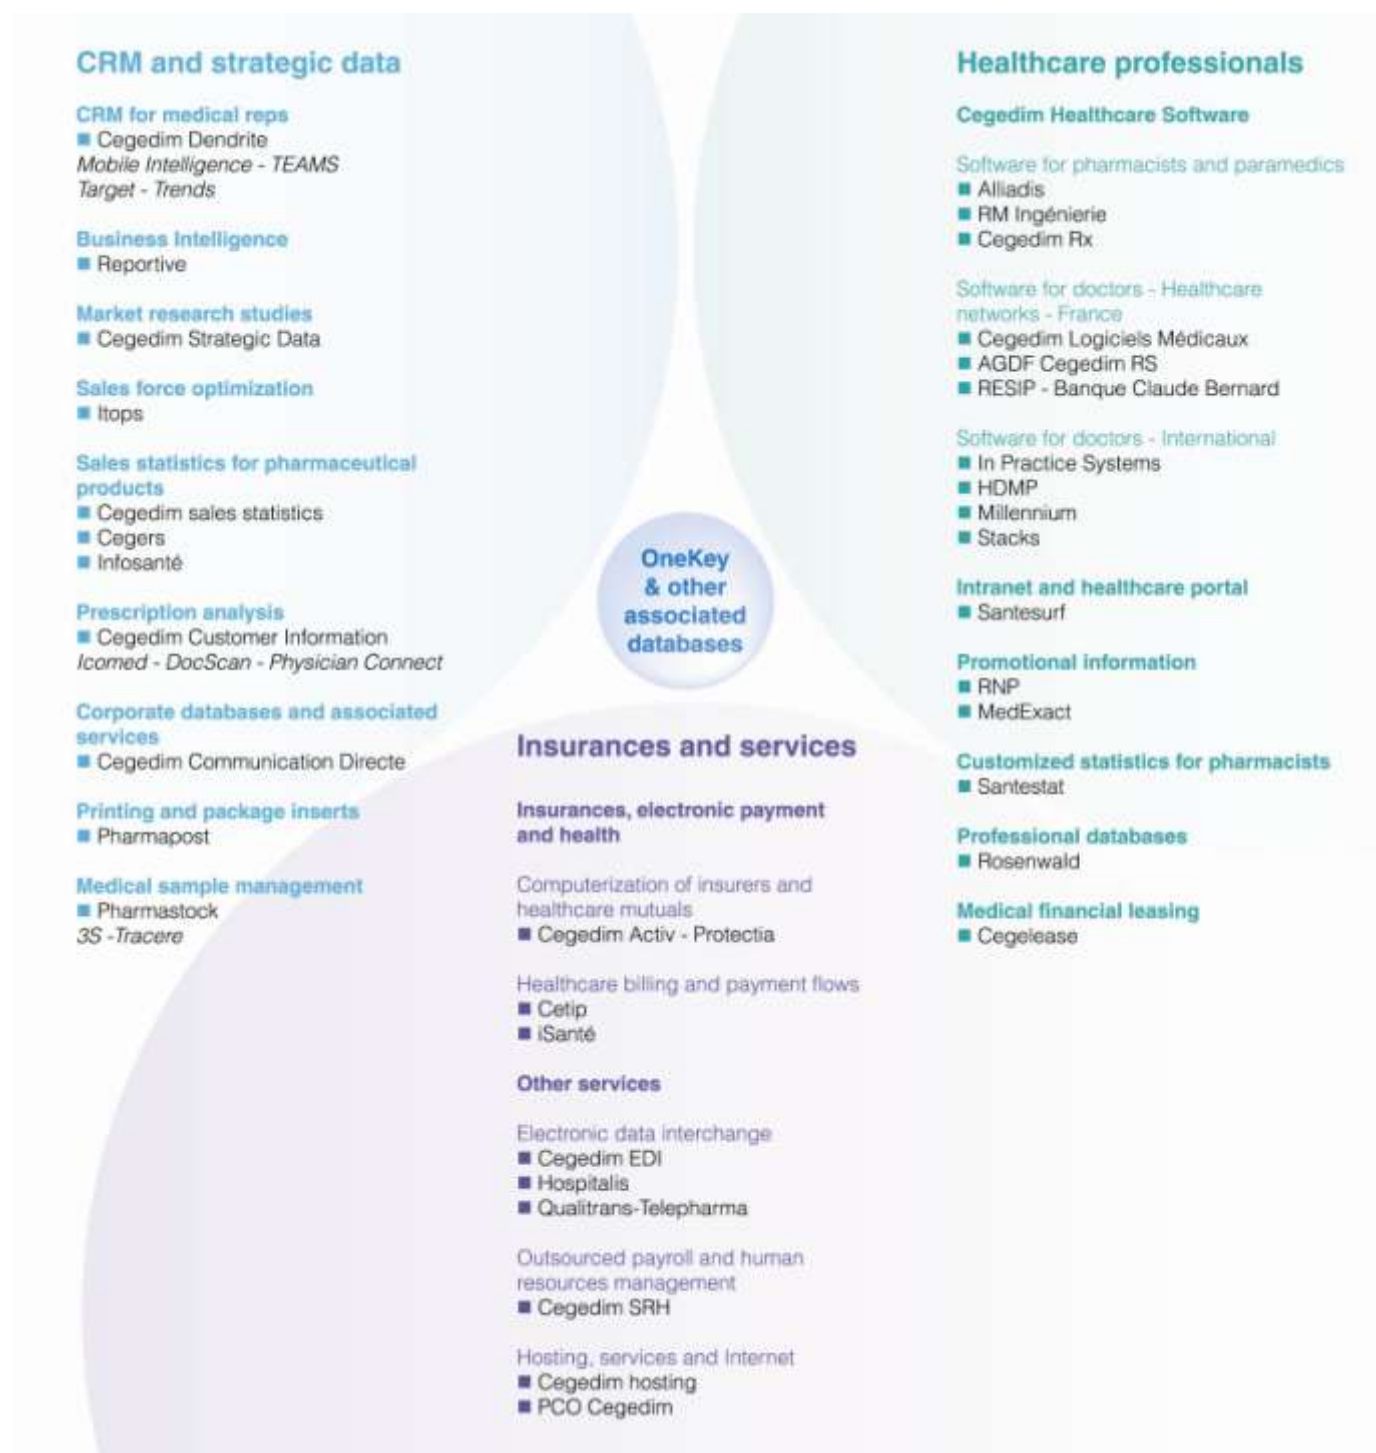 CRM and strategic data
CRM for medical reps
■ Cegedim Dendrite
Mobile Intelligence - TEAMS
Target - Trends
Business Intelligence
■ Reportive
Market research studies
■ Cegedim Strategic Data
Sales force optimization
■ Itops
Sales statistics for pharmaceutical
products
■ Cegedim sales statistics
■ Cegers
■ Infosanté
Prescription analysis
■ Cegedim Customer Information
Icomed - DocScan - Physician Connect
Corporate databases and associated
services
■ Cegedim Communication Directe
Printing and package inserts
■ Pharmapost
Medical sample management
■ Pharmastock
3S -Tracere
OneKey
& other
associated
databases
Insurances and services
Insurances, electronic payment
and health
Computerization of insurers and
healthcare mutuals
■ Cegedim Activ - Protectia
Healthcare billing and payment flows
■ Cetip
■ iSanté
Other services
Electronic data interchange
■ Cegedim EDI
■ Hospitalis
■ Qualitrans-Telepharma
Outsourced payroll and human
resources management
■ Cegedim SRH
Hosting, services and Internet
■ Cegedim hosting
■ PCO Cegedim
Healthcare professionals
Cegedim Healthcare Software
Software for pharmacists and paramedics
■ Alliadis
■ RM Ingénierie
■ Cegedim Rx
Software for doctors - Healthcare
networks - France
■ Cegedim Logiciels Médicaux
■ AGDF Cegedim RS
■ RESIP - Banque Claude Bernard
Software for doctors - International
■ In Practice Systems
■ HDMP
■ Millennium
■ Stacks
Intranet and healthcare portal
■ Santesurf
Promotional information
■ RNP
■ MedExact
Customized statistics for pharmacists
■ Santestat
Professional databases
■ Rosenwald
Medical financial leasing
■ Cegelease